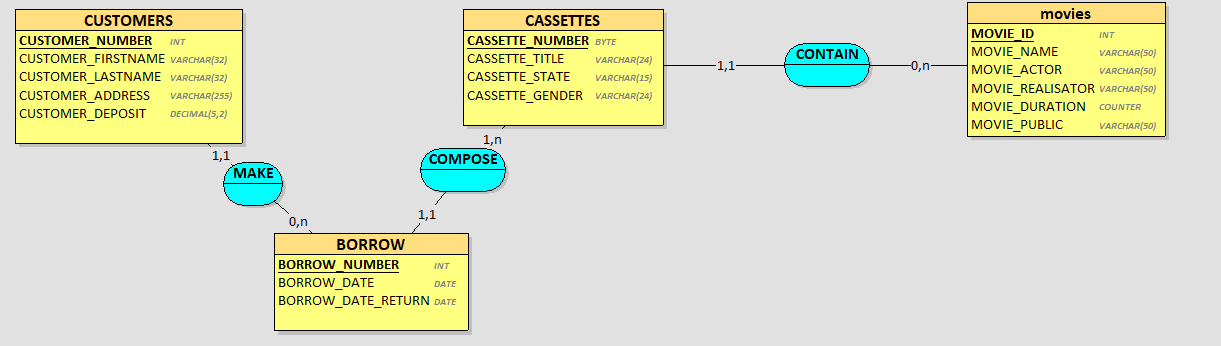 CUSTOMERS
CUSTOMER_NUMBER INT
CUSTOMER_FIRSTNAME VARCHAR(32)
CUSTOMER_LASTNAME VARCHAR(32)
CUSTOMER_ADDRESS VARCHAR(255)
CUSTOMER_DEPOSIT DECIMAL(5,2)
1,1
MAKE
0,n
BORROW
BORROW_NUMBER INT
BORROW_DATE DATE
BORROW_DATE_RETURN DATE
1,1
COMPOSE
1,n
CASSETTES
CASSETTE_NUMBER BYTE
CASSETTE_TITLE VARCHAR(24)
CASSETTE_STATE VARCHAR(15)
CASSETTE_GENDER VARCHAR(24)
1,1
CONTAIN
0,n
movies
MOVIE_ID INT
MOVIE_NAME VARCHAR(50)
MOVIE_ACTOR VARCHAR(50)
MOVIE_REALISATOR VARCHAR(50)
MOVIE_DURATION COUNTER
MOVIE_PUBLIC VARCHAR(50)